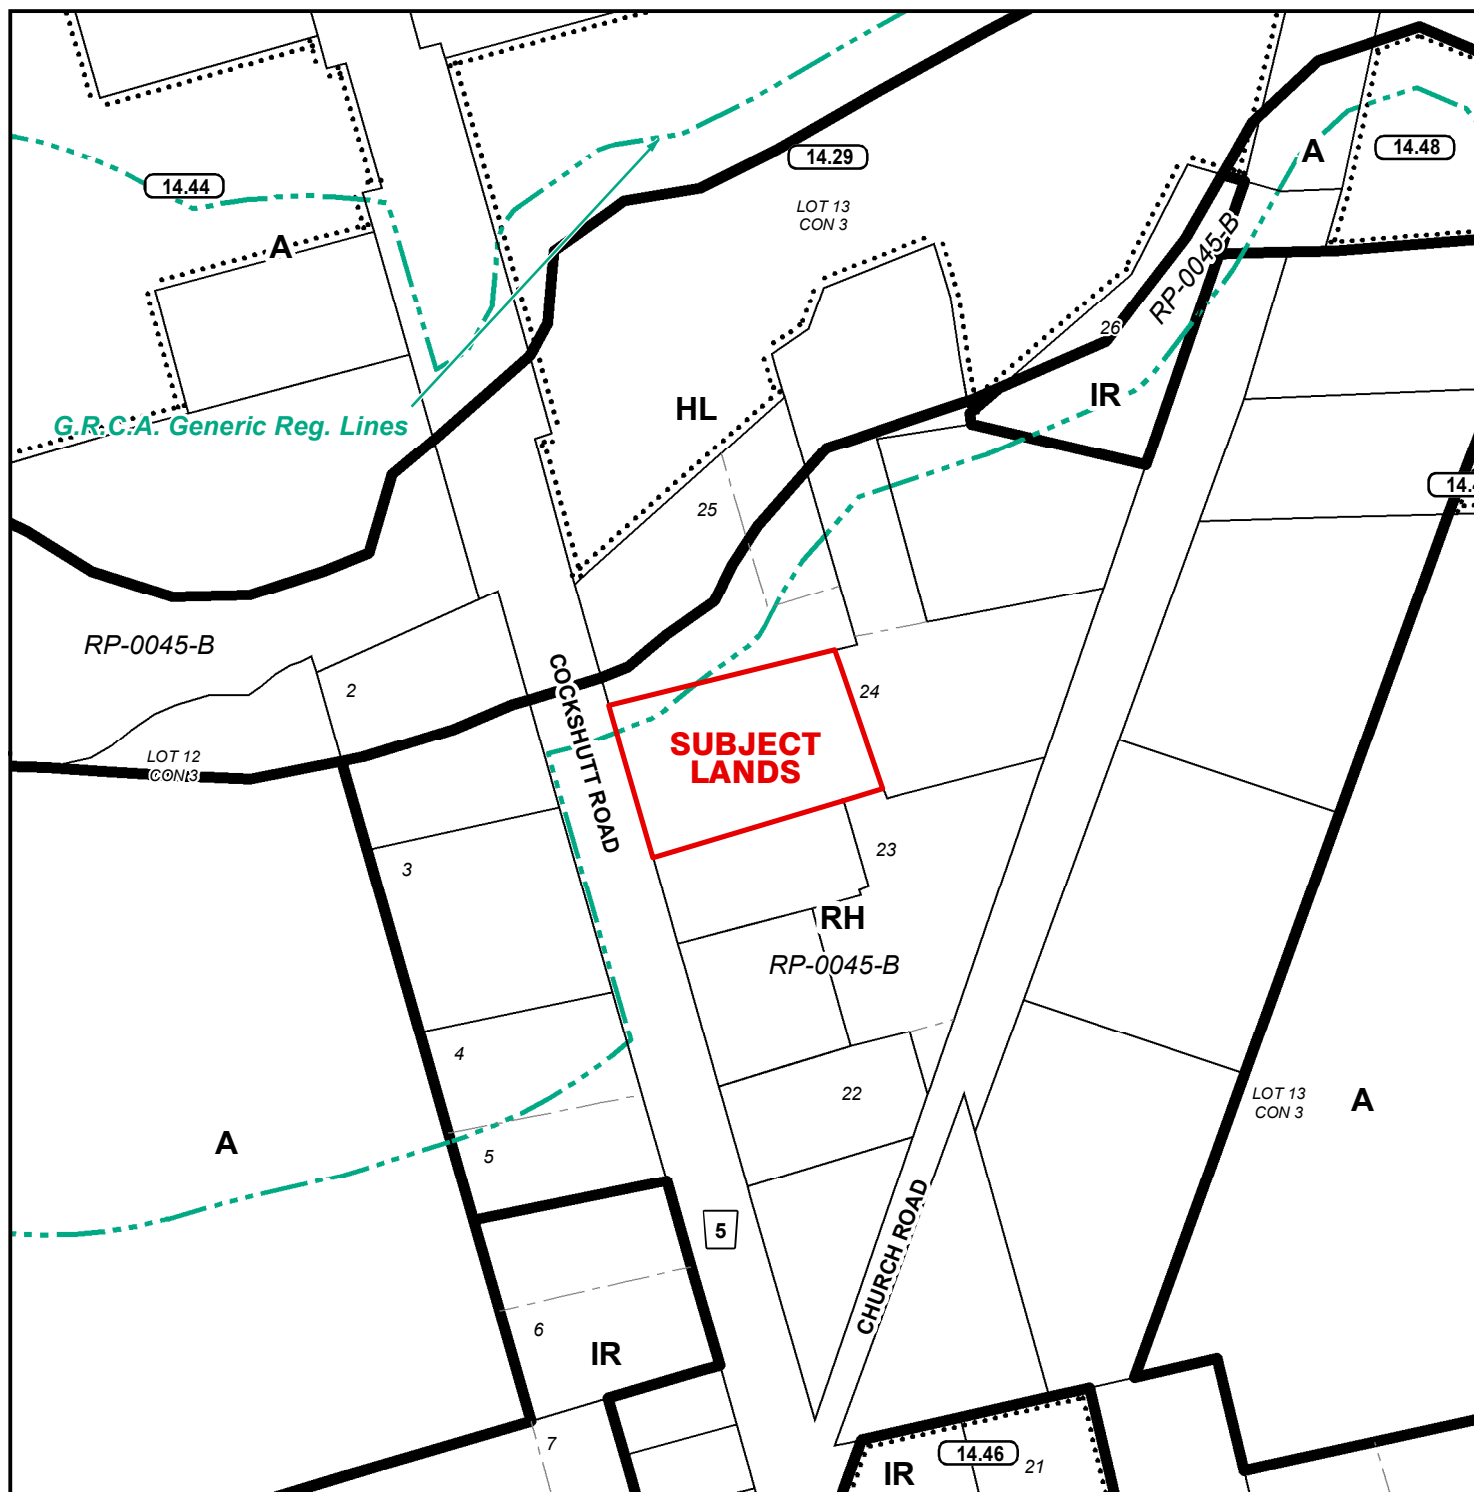 A
14.29
14.48
14.44
LOT 13
CON 3
A
RP-0045-B
26
IR
HL
G.R.C.A. Generic Reg. Lines
25
RP-0045-B
2
24
COCKSHUTT ROAD
SUBJECT
LANDS
LOT 12
CON 3
3
23
RH
RP-0045-B
4
22
LOT 13
CON 3
A
A
5
5
CHURCH ROAD
6
IR
7
14.46
21
IR